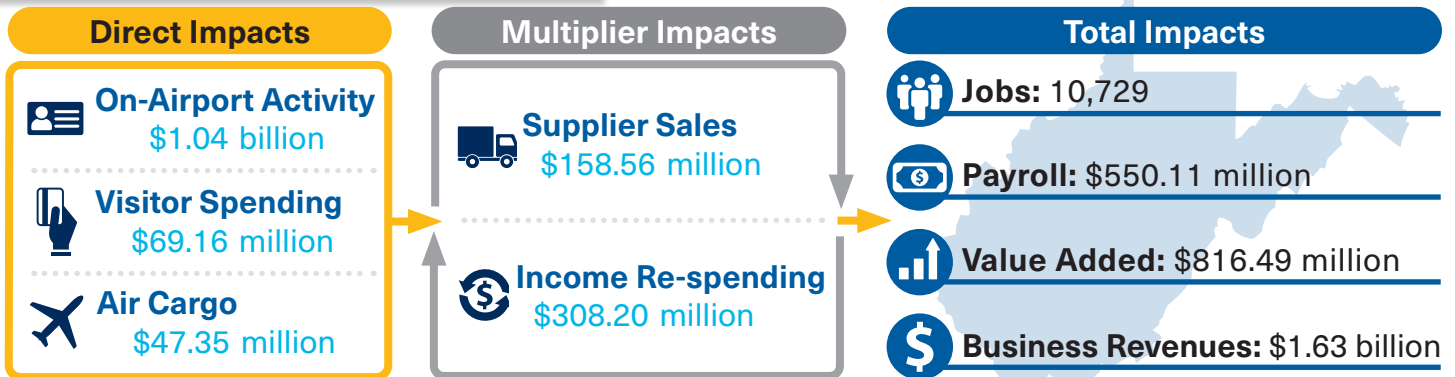 Direct Impacts
On-Airport Activity
$1.04 billion
Visitor Spending
$69.16 million
Air Cargo
$47.35 million
Multiplier Impacts
Supplier Sales
$158.56 million
Income Re-spending
$308.20 million
Total Impacts
Jobs: 10,729
Payroll: $550.11 million
Value Added: $816.49 million
Business Revenues: $1.63 billion